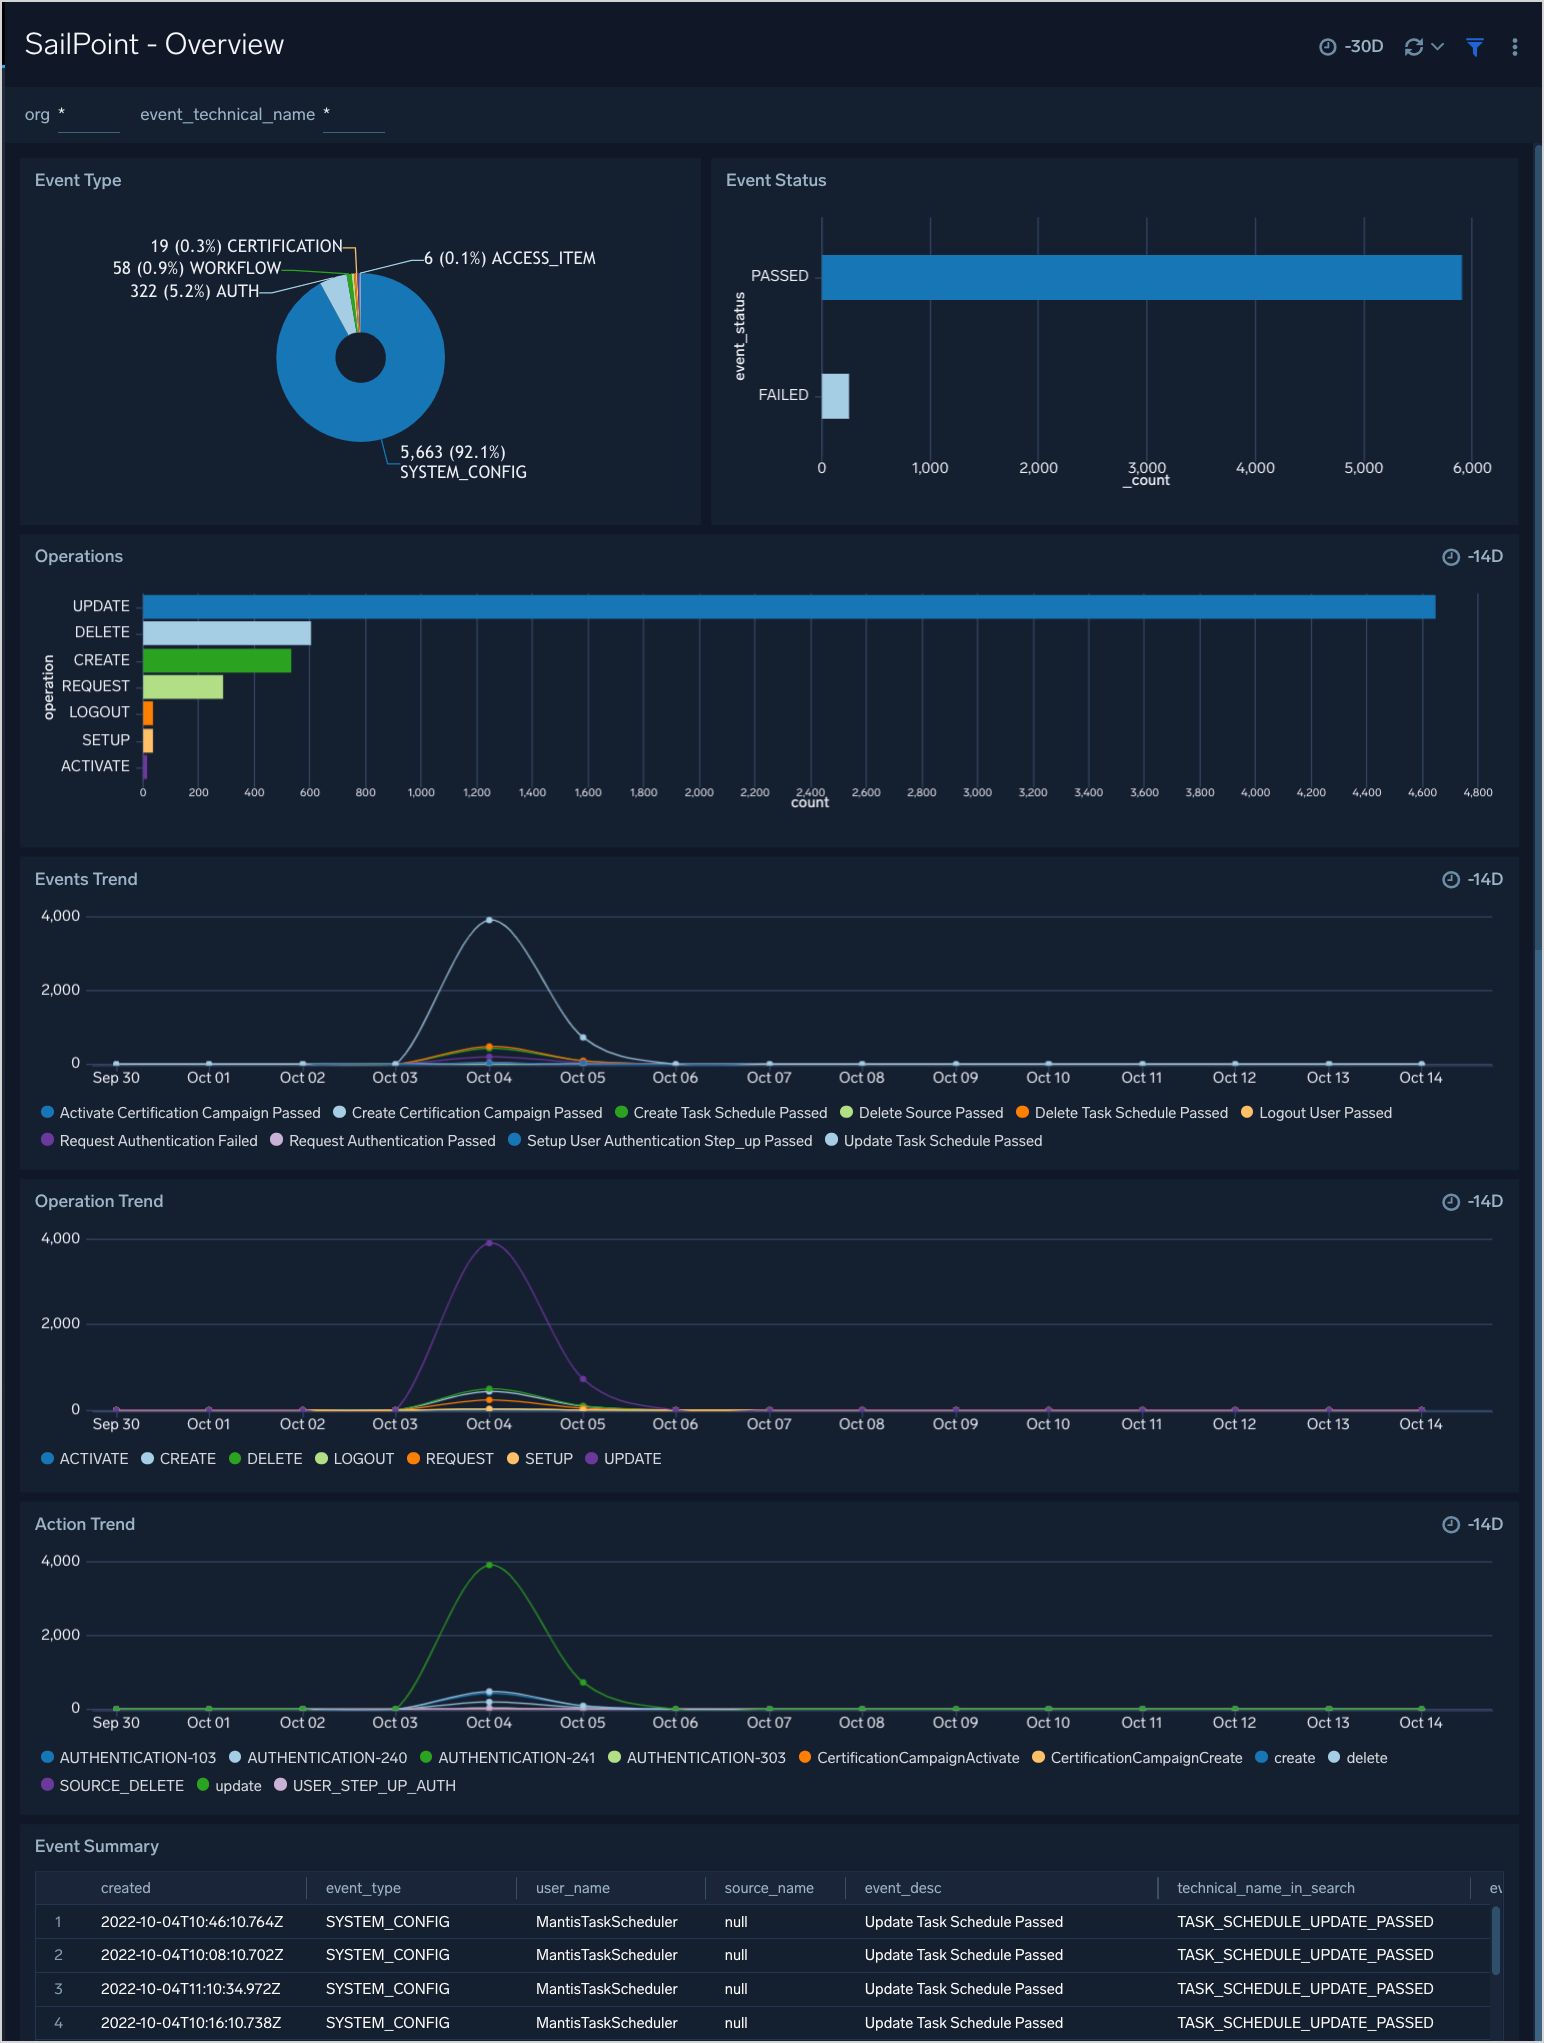 SailPoint - Overview
-30D
org * event_technical_name *
Event Type
19 (0.3%) CERTIFICATION
6 (0.1%) ACCESS_ITEM
58 (0.9%) WORKFLOW
322 (5.2%) AUTH
5,663 (92.1%)
SYSTEM_CONFIG
Event Status
event_status
PASSED
FAILED
0 1,000 2,000 3,000 4,000 5,000 6,000
_count
Operations
-14D
operation
UPDATE
DELETE
CREATE
REQUEST
LOGOUT
SETUP
ACTIVATE
0 200 400 600 800 1,000 1,200 1,400 1,600 1,800 2,000 2,200 2,400 2,600 2,800 3,000 3,200 3,400 3,600 3,800 4,000 4,200 4,400 4,600 4,800
count
Events Trend
-14D
4,000
2,000
0
Sep 30 Oct 01 Oct 02 Oct 03 Oct 04 Oct 05 Oct 06 Oct 07 Oct 08 Oct 09 Oct 10 Oct 11 Oct 12 Oct 13 Oct 14
Activate Certification Campaign Passed Create Certification Campaign Passed Create Task Schedule Passed Delete Source Passed Delete Task Schedule Passed Logout User Passed
Request Authentication Failed Request Authentication Passed Setup User Authentication Step_up Passed Update Task Schedule Passed
Operation Trend
-14D
4,000
2,000
0
Sep 30 Oct 01 Oct 02 Oct 03 Oct 04 Oct 05 Oct 06 Oct 07 Oct 08 Oct 09 Oct 10 Oct 11 Oct 12 Oct 13 Oct 14
ACTIVATE CREATE DELETE LOGOUT REQUEST SETUP UPDATE
Action Trend
-14D
4,000
2,000
0
Sep 30 Oct 01 Oct 02 Oct 03 Oct 04 Oct 05 Oct 06 Oct 07 Oct 08 Oct 09 Oct 10 Oct 11 Oct 12 Oct 13 Oct 14
AUTHENTICATION-103 AUTHENTICATION-240 AUTHENTICATION-241 AUTHENTICATION-303 CertificationCampaignActivate CertificationCampaignCreate create delete
SOURCE_DELETE update USER_STEP_UP_AUTH
Event Summary
created event_type user_name source_name event_desc technical_name_in_search
1 2022-10-04T10:46:10.764Z SYSTEM_CONFIG MantisTaskScheduler null Update Task Schedule Passed TASK_SCHEDULE_UPDATE_PASSED
2 2022-10-04T10:08:10.702Z SYSTEM_CONFIG MantisTaskScheduler null Update Task Schedule Passed TASK_SCHEDULE_UPDATE_PASSED
3 2022-10-04T11:10:34.972Z SYSTEM_CONFIG MantisTaskScheduler null Update Task Schedule Passed TASK_SCHEDULE_UPDATE_PASSED
4 2022-10-04T10:16:10.738Z SYSTEM_CONFIG MantisTaskScheduler null Update Task Schedule Passed TASK_SCHEDULE_UPDATE_PASSED